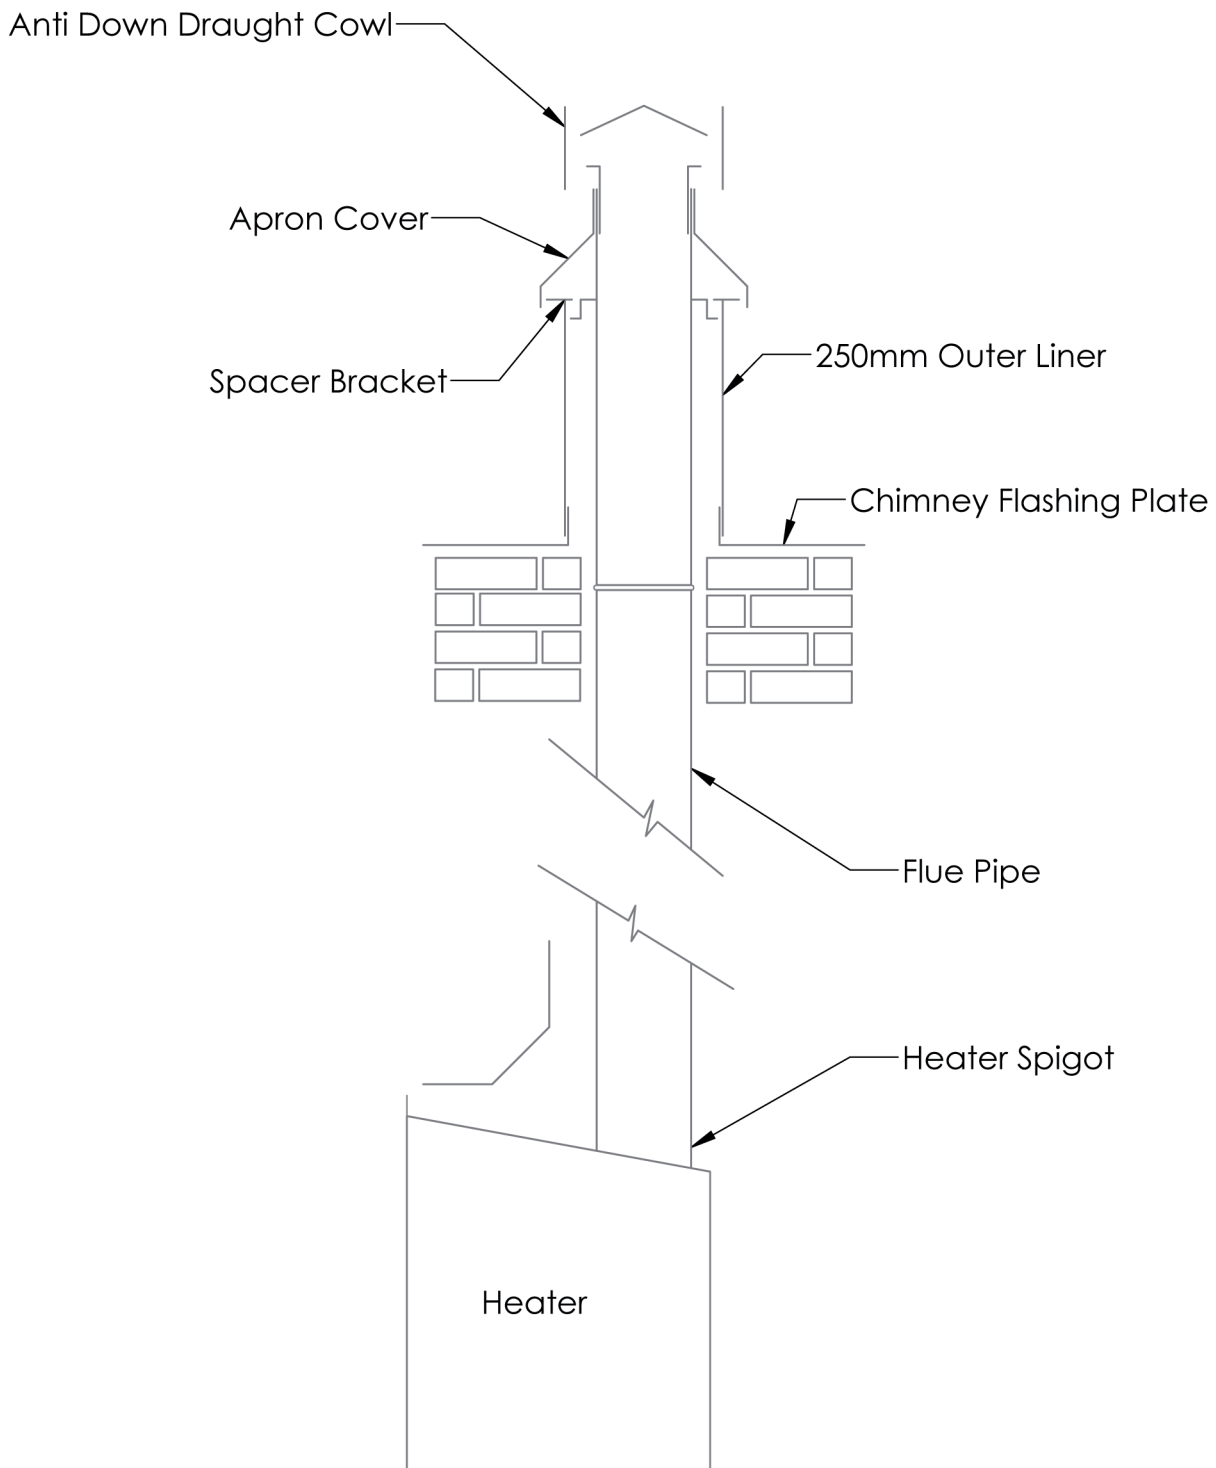 Anti Down Draught Cowl
Apron Cover
250mm Outer Liner
Spacer Bracket
Chimney Flashing Plate
Flue Pipe
Heater Spigot
Heater